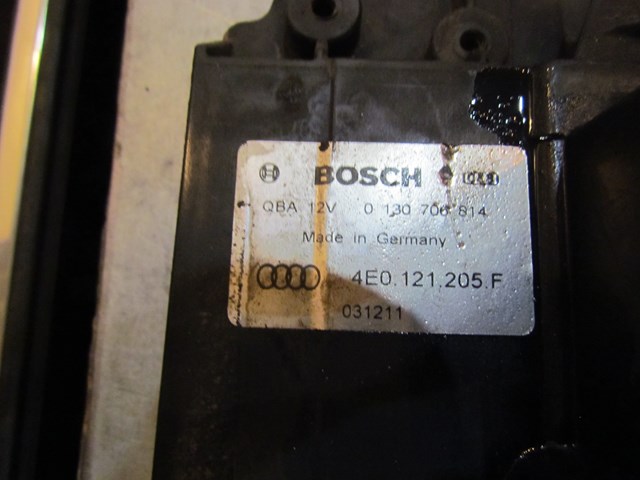 BOSCH
QBA 12V 0 130 706 814
Made in Germany
4E0.121.205.F
031211